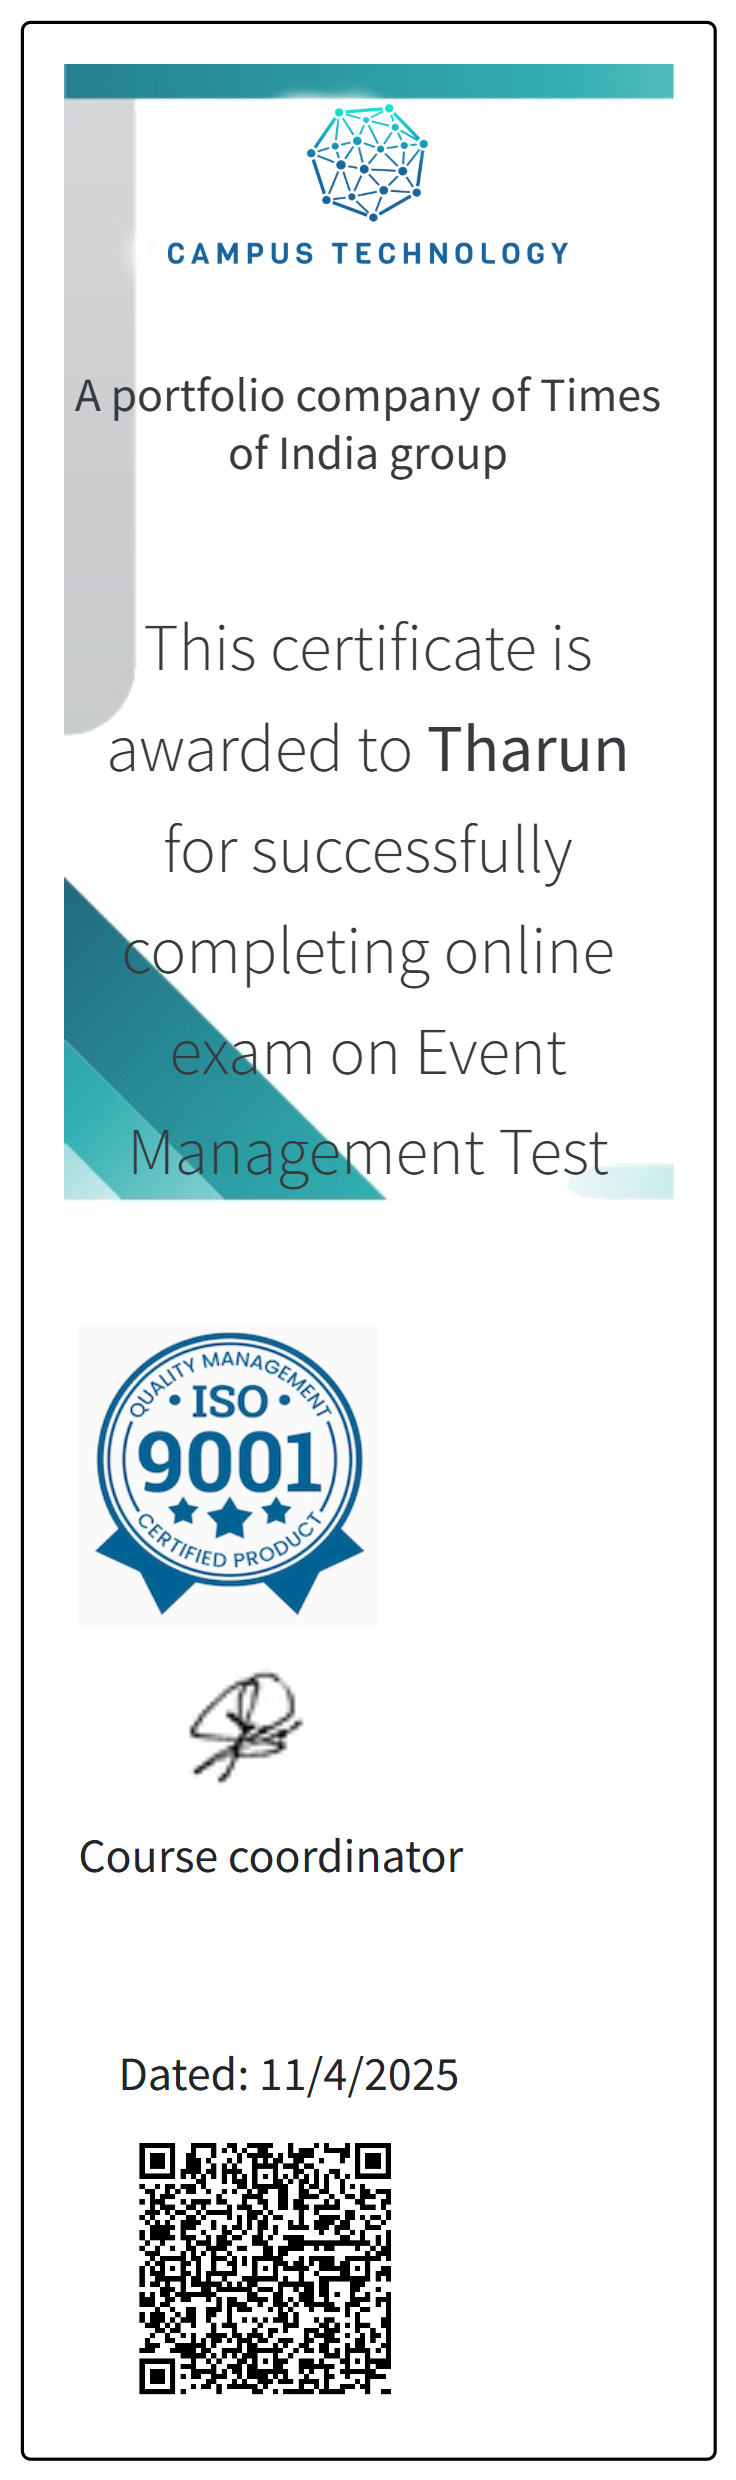 CAMPUS TECHNOLOGY
A portfolio company of Times
of India group
This certificate is
awarded to Tharun
for successfully
completing online
exam on Event
Management Test
QUALITY MANAGEMENT
ISO
9001
CERTIFIED PRODUCT
Course coordinator
Dated: 11/4/2025